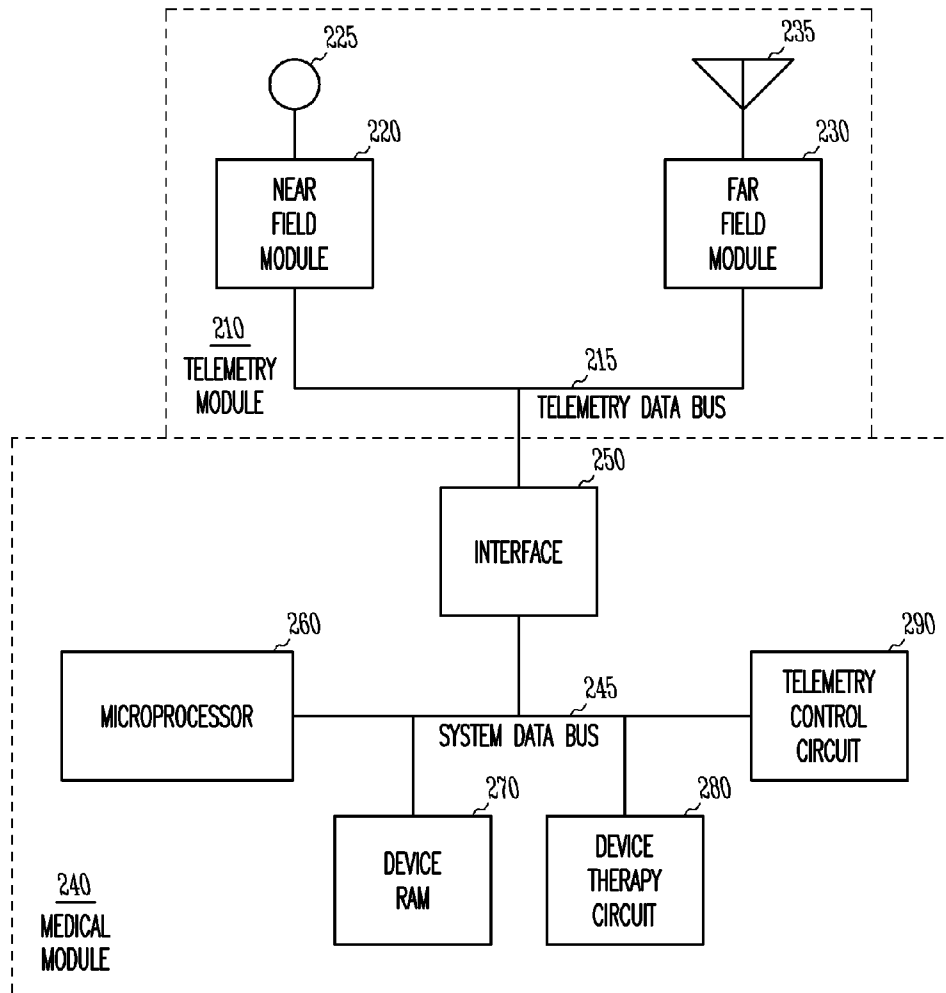 225
235
220
230
NEAR
FIELD
MODULE
FAR
FIELD
MODULE
210
TELEMETRY
MODULE
215
TELEMETRY DATA BUS
250
INTERFACE
260
MICROPROCESSOR
290
TELEMETRY
CONTROL
CIRCUIT
245
SYSTEM DATA BUS
270
DEVICE
RAM
280
DEVICE
THERAPY
CIRCUIT
240
MEDICAL
MODULE